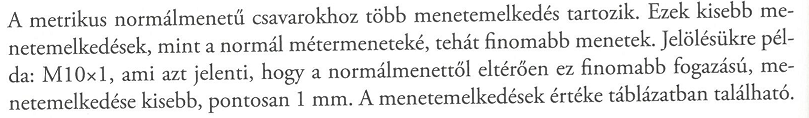 A metrikus normálmenetű csavarokhoz több menetemelkedés tartozik. Ezek kisebb me-
netemelkedések, mint a normál métermeneteké, tehát finomabb menetek. Jelölésükre pél-
da: M10×1, ami azt jelenti, hogy a normálmenettől eltérően ez finomabb fogazású, me-
netemelkedése kisebb, pontosan 1 mm. A menetemelkedések értéke táblázatban található.